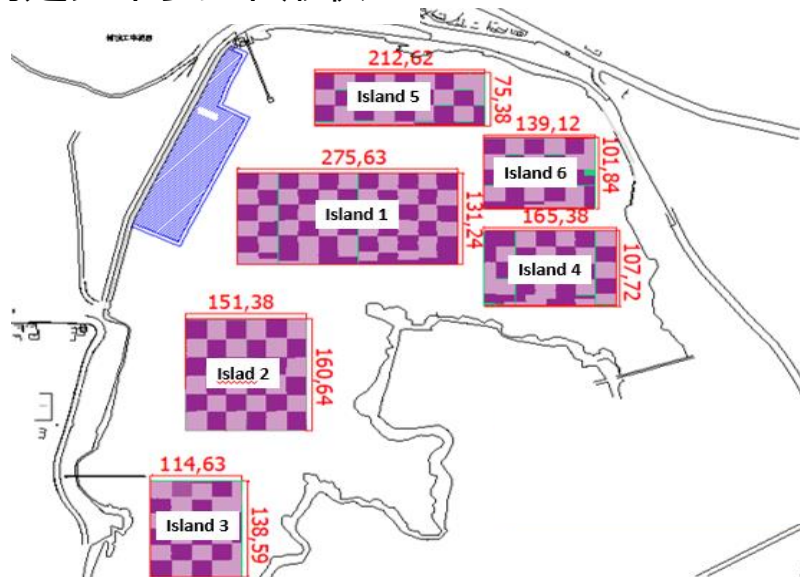 212,62
75,38
Island 5
139,12
101,84
Island 6
275,63
131,24
Island 1
165,38
107,72
Island 4
151,38
160,64
Islad 2
114,63
138,59
Island 3